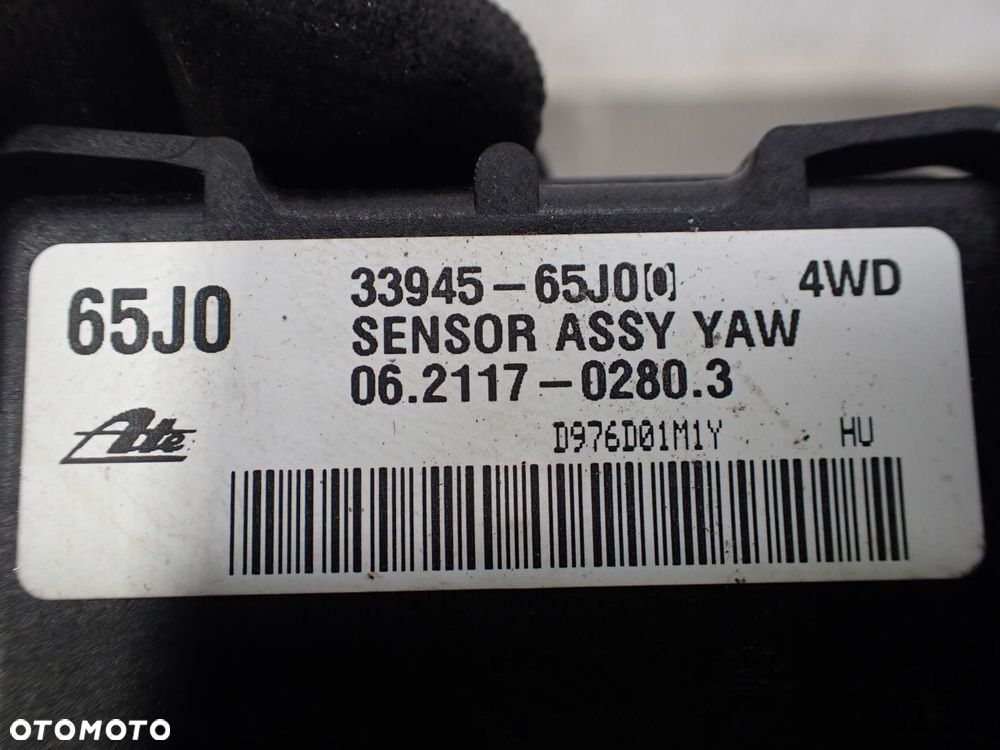 65J0
33945-65J0[0] 4WD
SENSOR ASSY YAW
06.2117-0280.3
Ate
D976D01M1Y HU
OTOMOTO